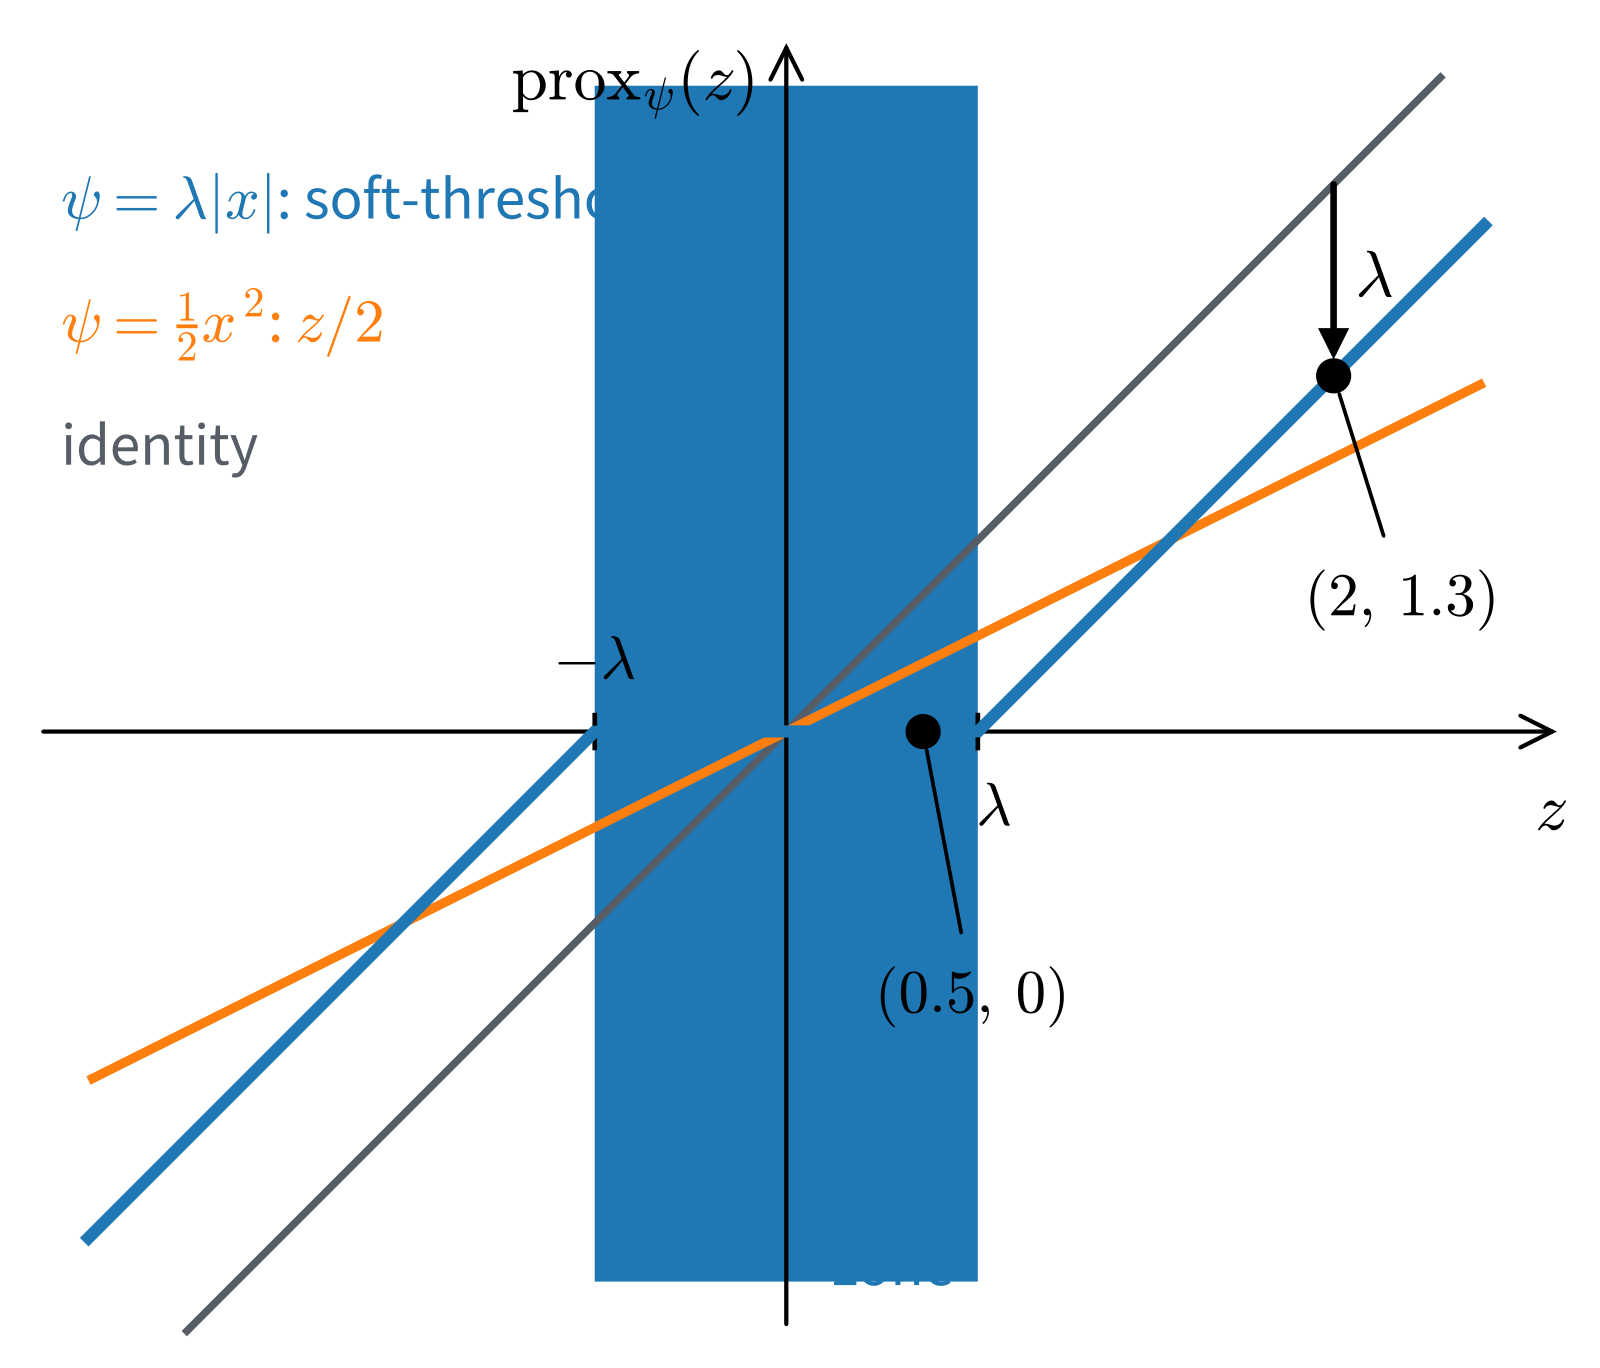 prox_ψ(z)
ψ = λ|x|: soft-thresho
ψ = ½x²: z/2
identity
λ
(2, 1.3)
−λ
λ
z
(0.5, 0)